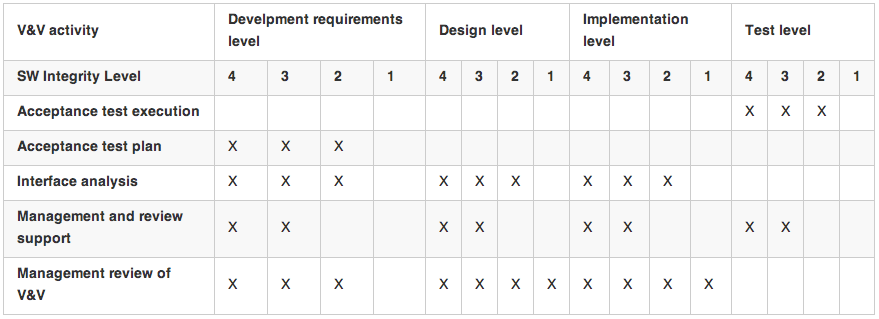 V&V activity Develpment requirements level Design level Implementation level Test level
SW Integrity Level 4 3 2 1 4 3 2 1 4 3 2 1 4 3 2 1
Acceptance test execution X X X
Acceptance test plan X X X
Interface analysis X X X X X X X X X
Management and review support X X X X X X X X
Management review of V&V X X X X X X X X X X X